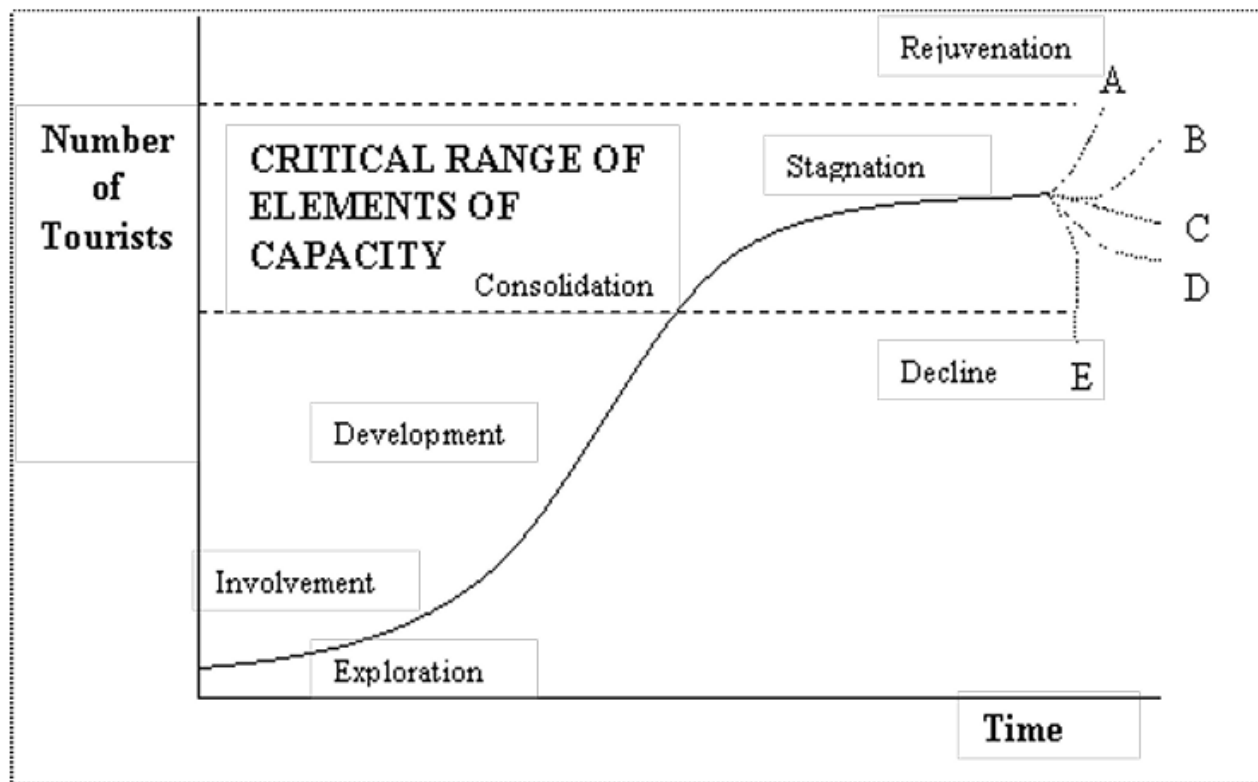 Rejuvenation
A
Number
of
Tourists
CRITICAL RANGE OF
ELEMENTS OF
CAPACITY
Consolidation
Stagnation
B
C
D
Decline
E
Development
Involvement
Exploration
Time